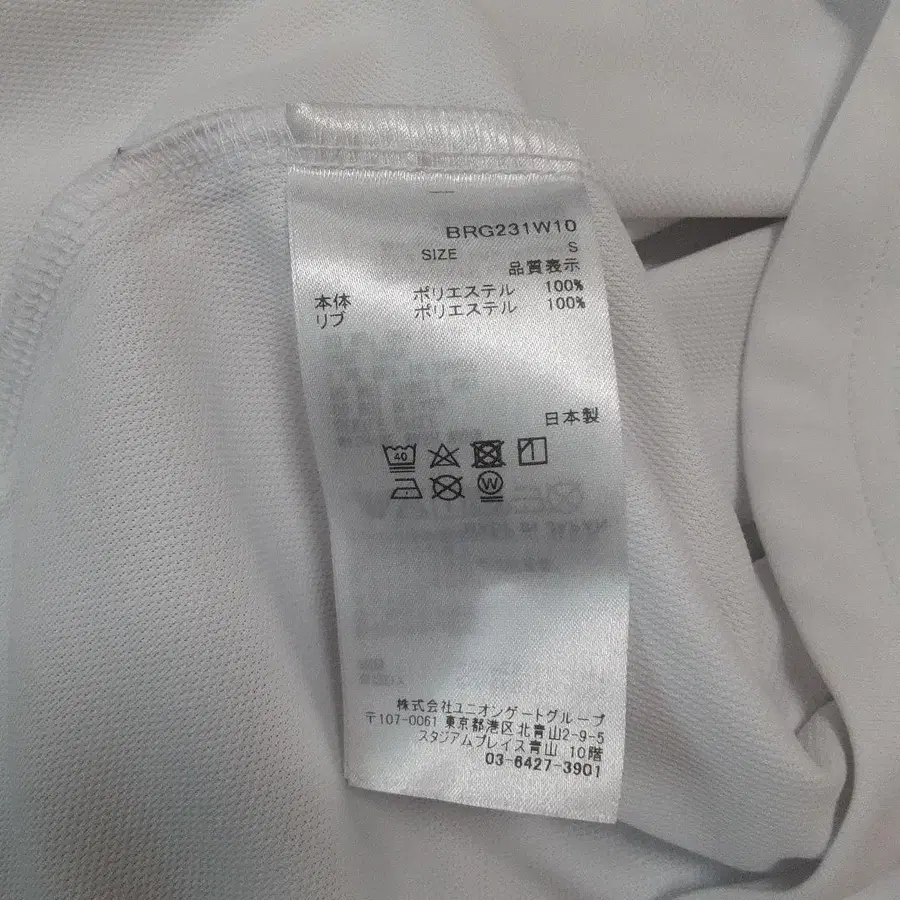 BRG231W10
SIZE S
品質表示
本体 ポリエステル 100%
リブ ポリエステル 100%
日本製
40
W
株式会社ユニオンゲートグループ
〒107-0061 東京都港区北青山2-9-5
スタジアムプレイス青山 10階
03-6427-3901